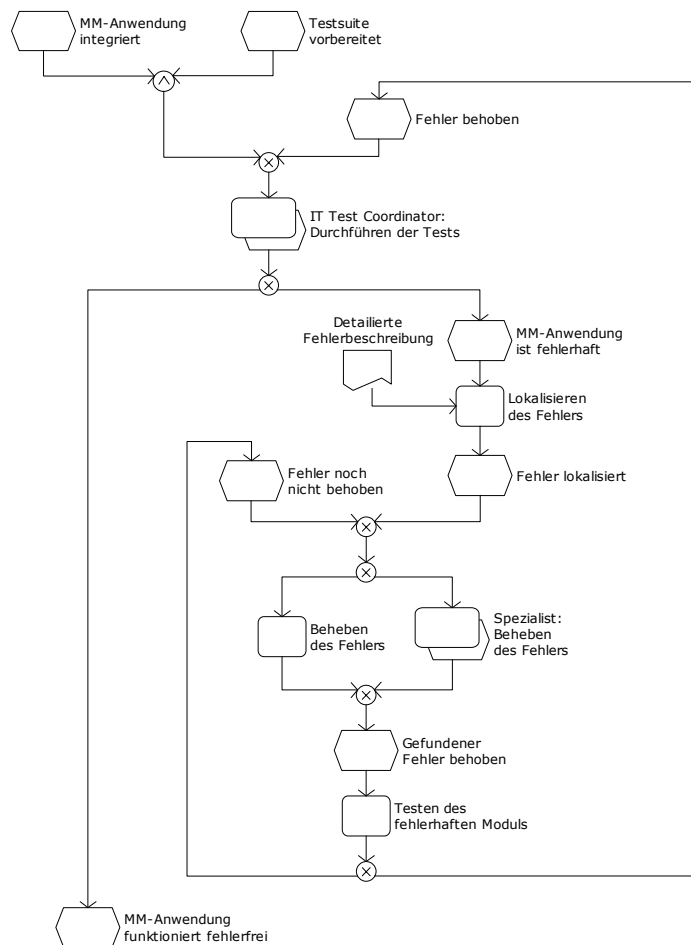 MM-Anwendung
integriert
Testsuite
vorbereitet
Fehler behoben
IT Test Coordinator:
Durchführen der Tests
Detailierte
Fehlerbeschreibung
MM-Anwendung
ist fehlerhaft
Lokalisieren
des Fehlers
Fehler noch
nicht behoben
Fehler lokalisiert
Beheben
des Fehlers
Spezialist:
Beheben
des Fehlers
Gefundener
Fehler behoben
Testen des
fehlerhaften Moduls
MM-Anwendung
funktioniert fehlerfrei